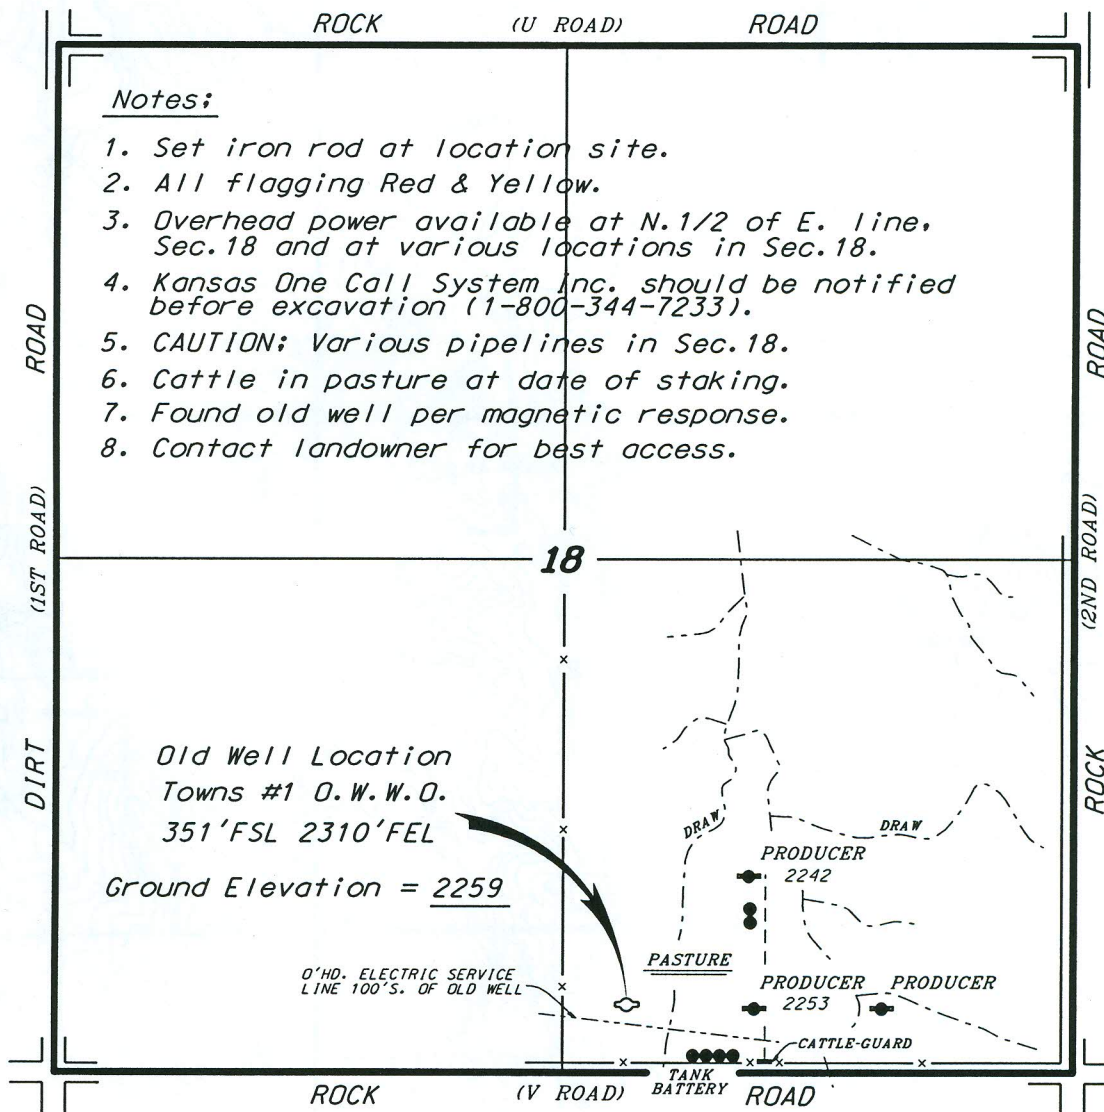 ROCK (U ROAD) ROAD
Notes:
1. Set iron rod at location site.
2. All flagging Red & Yellow.
3. Overhead power available at N.1/2 of E. line,
Sec.18 and at various locations in Sec.18.
4. Kansas One Call System Inc. should be notified
before excavation (1-800-344-7233).
5. CAUTION: Various pipelines in Sec.18.
6. Cattle in pasture at date of staking.
7. Found old well per magnetic response.
8. Contact landowner for best access.
ROAD
(1ST ROAD)
DIRT
ROAD
(2ND ROAD)
ROCK
18
Old Well Location
Towns #1 O.W.W.O.
351'FSL 2310'FEL
Ground Elevation = 2259
DRAW
DRAW
PRODUCER
2242
PASTURE
O'HD. ELECTRIC SERVICE
LINE 100'S. OF OLD WELL
PRODUCER
2253
PRODUCER
CATTLE-GUARD
TANK
BATTERY
ROCK (V ROAD) ROAD